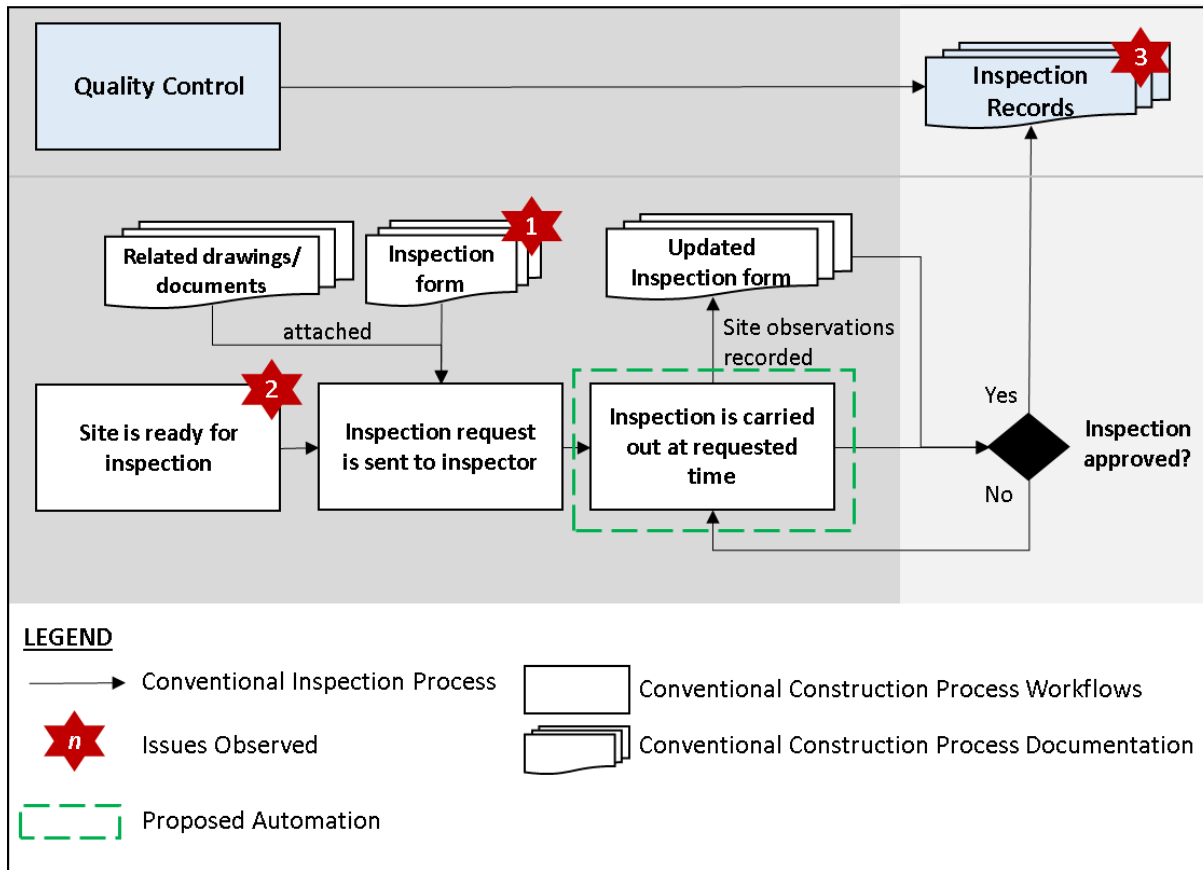 Quality Control
Inspection
Records
3
Related drawings/
documents
Inspection
form
1
Updated
Inspection form
attached
Site observations
recorded
Site is ready for
inspection
2
Inspection request
is sent to inspector
Inspection is carried
out at requested
time
Yes
Inspection
approved?
No
LEGEND
Conventional Inspection Process
Conventional Construction Process Workflows
n
Issues Observed
Conventional Construction Process Documentation
Proposed Automation